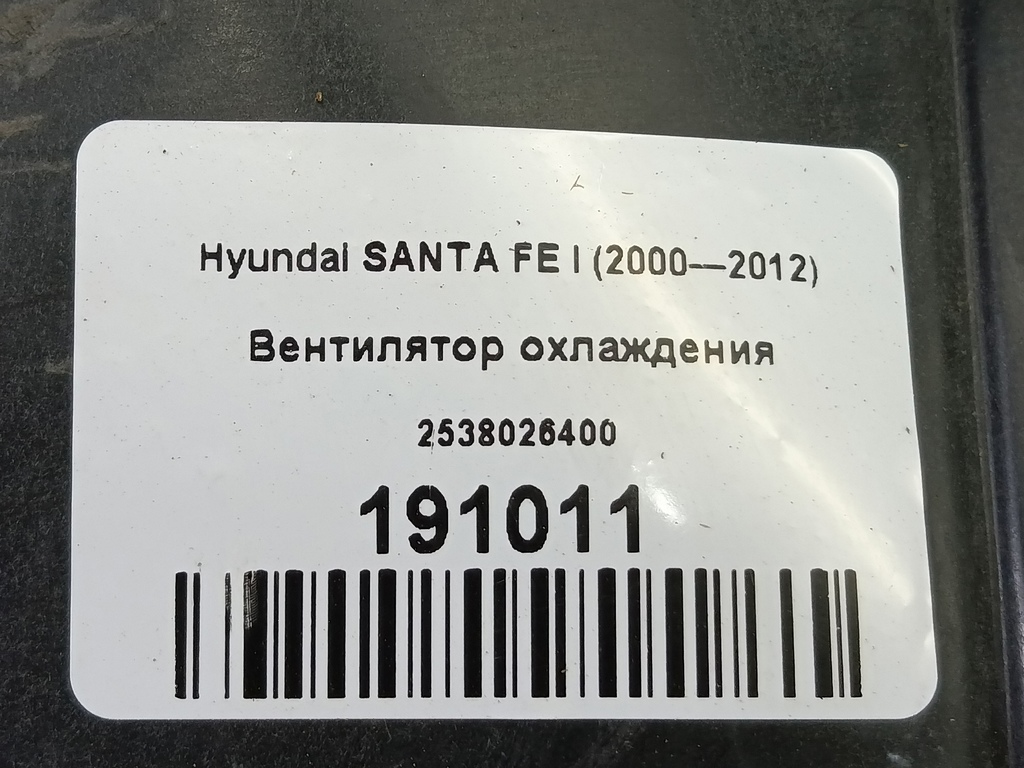 Hyundai SANTA FE I (2000—2012)
Вентилятор охлаждения
2538026400
191011